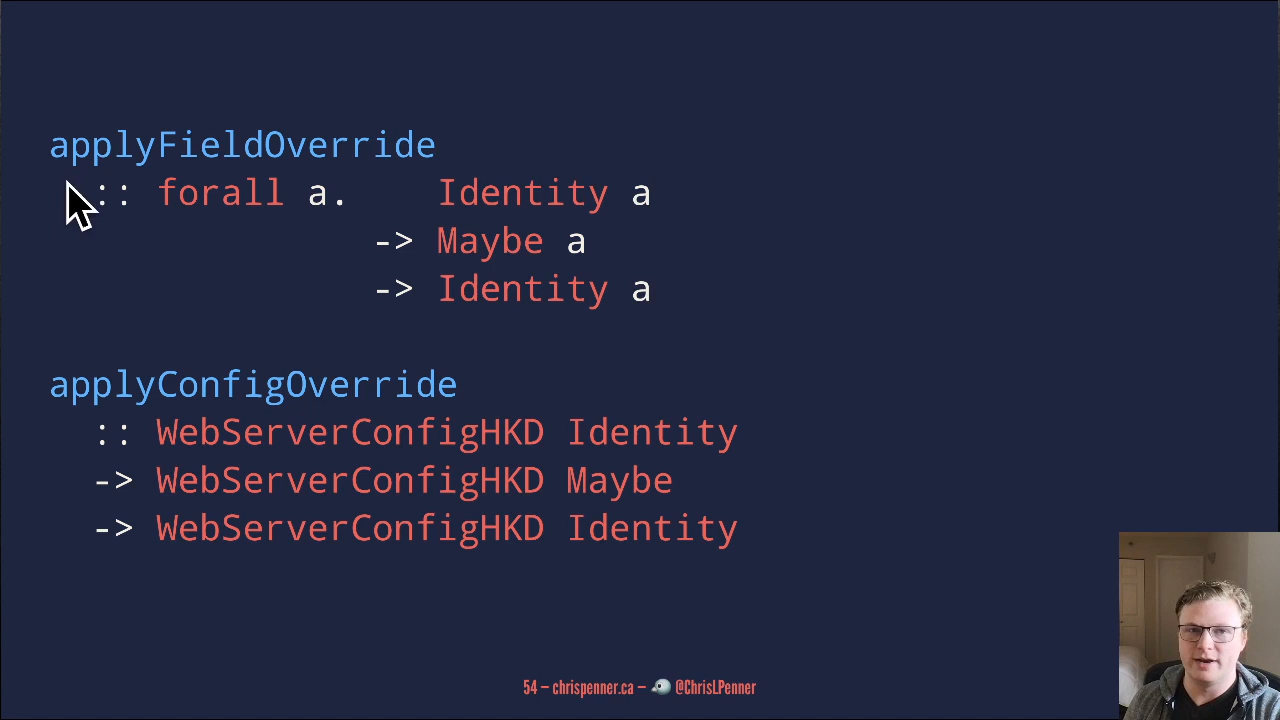 applyFieldOverride
:: forall a. Identity a
-> Maybe a
-> Identity a
applyConfigOverride
:: WebServerConfigHKD Identity
-> WebServerConfigHKD Maybe
-> WebServerConfigHKD Identity
54 – chrispenner.ca – @ChrisLPenner